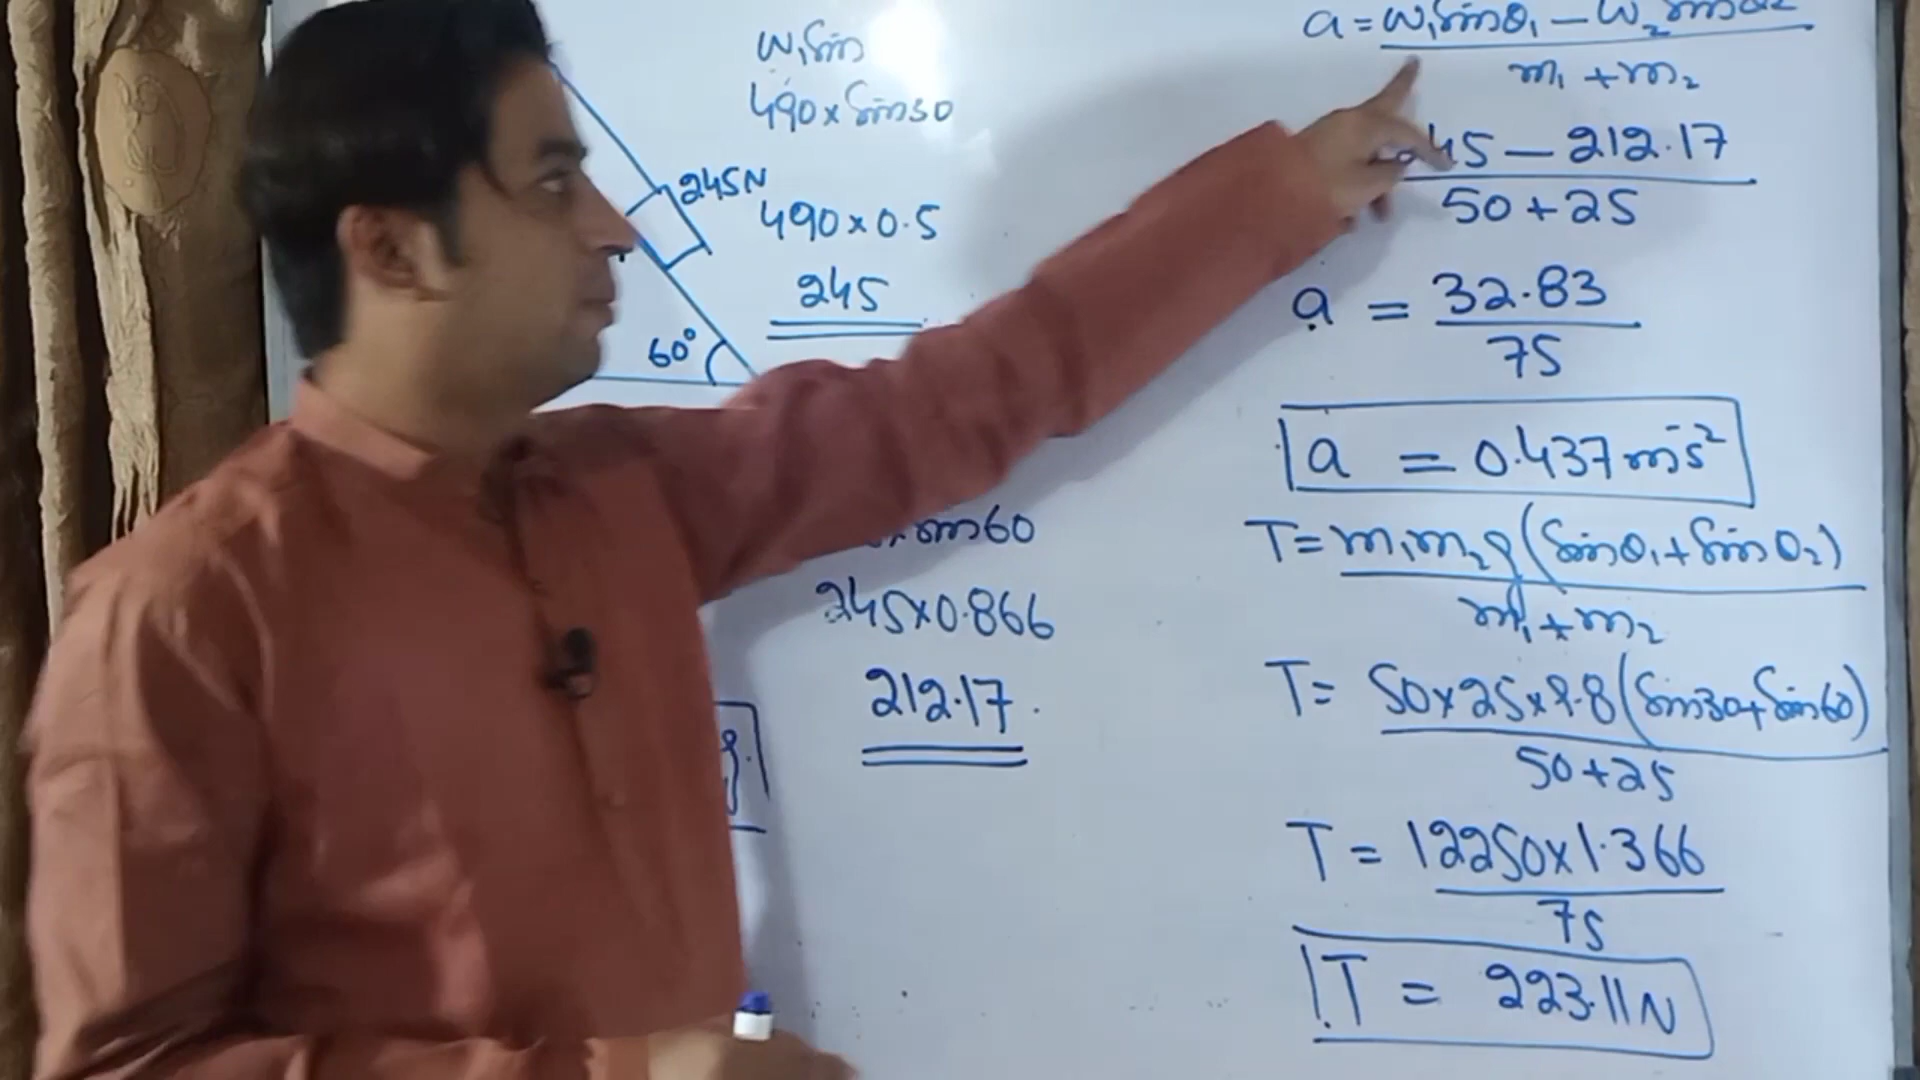 W₁Sin
490×Sin30
245N
490×0.5
245
60°
Sin60
245×0.866
212.17
g.
a = W₁Sinθ₁ – W₂Sinθ₂
m₁ + m₂
245 – 212.17
50 + 25
a = 32.83
75
a = 0.437 ms⁻²
T = m₁m₂g(Sinθ₁ + Sinθ₂)
m₁ + m₂
T = 50×25×9.8(Sin30+Sin60)
50 + 25
T = 12250×1.366
75
T = 223.11N